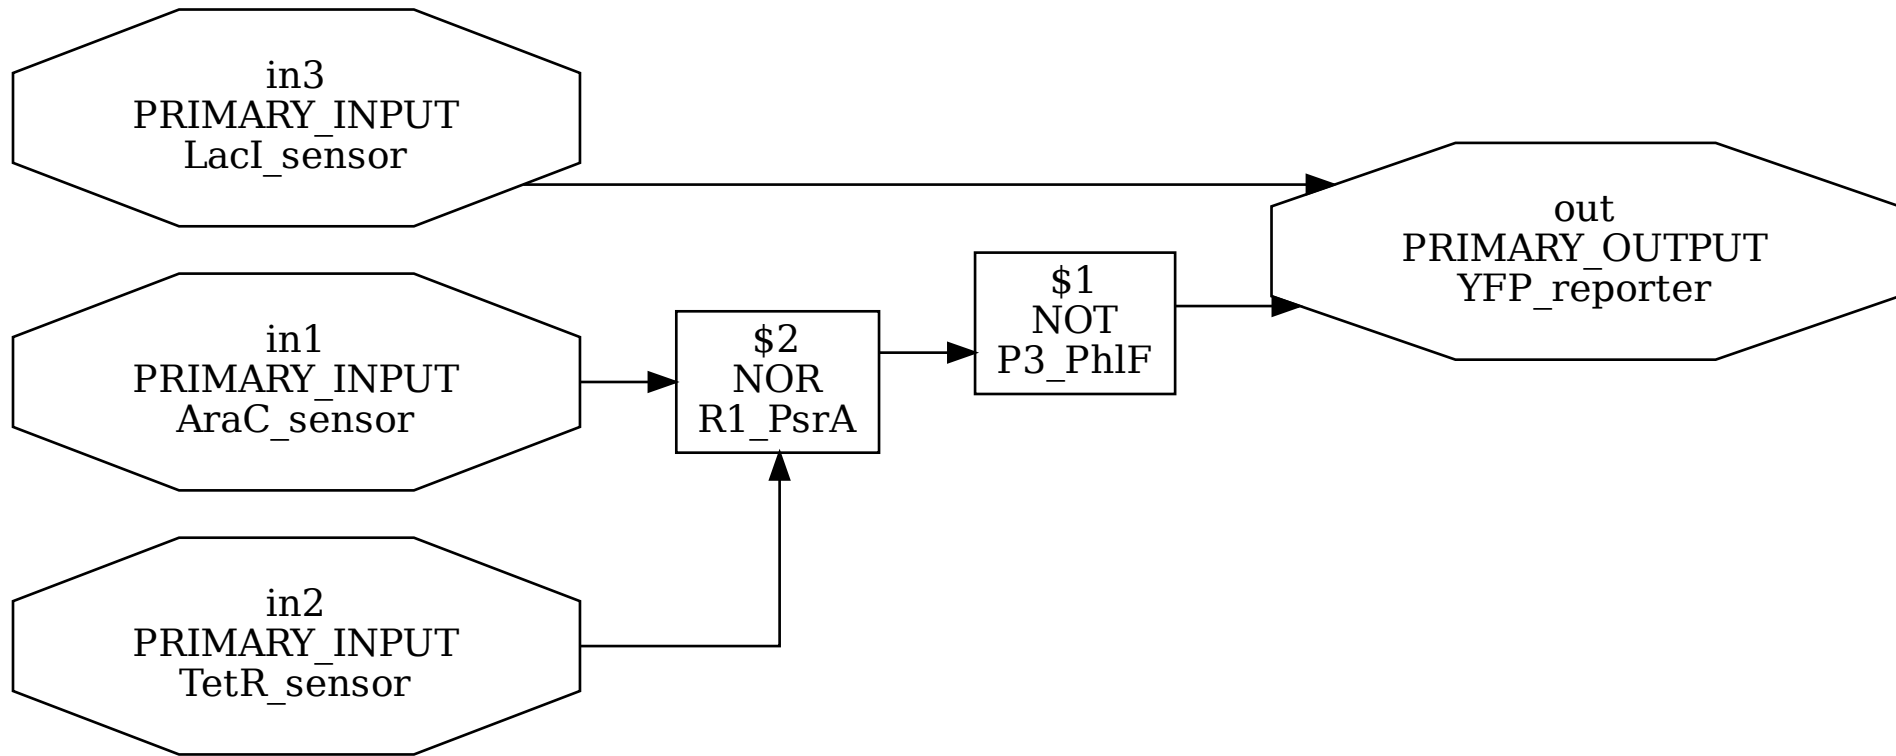 in3
PRIMARY_INPUT
LacI_sensor
in1
PRIMARY_INPUT
AraC_sensor
in2
PRIMARY_INPUT
TetR_sensor
$2
NOR
R1_PsrA
$1
NOT
P3_PhlF
out
PRIMARY_OUTPUT
YFP_reporter